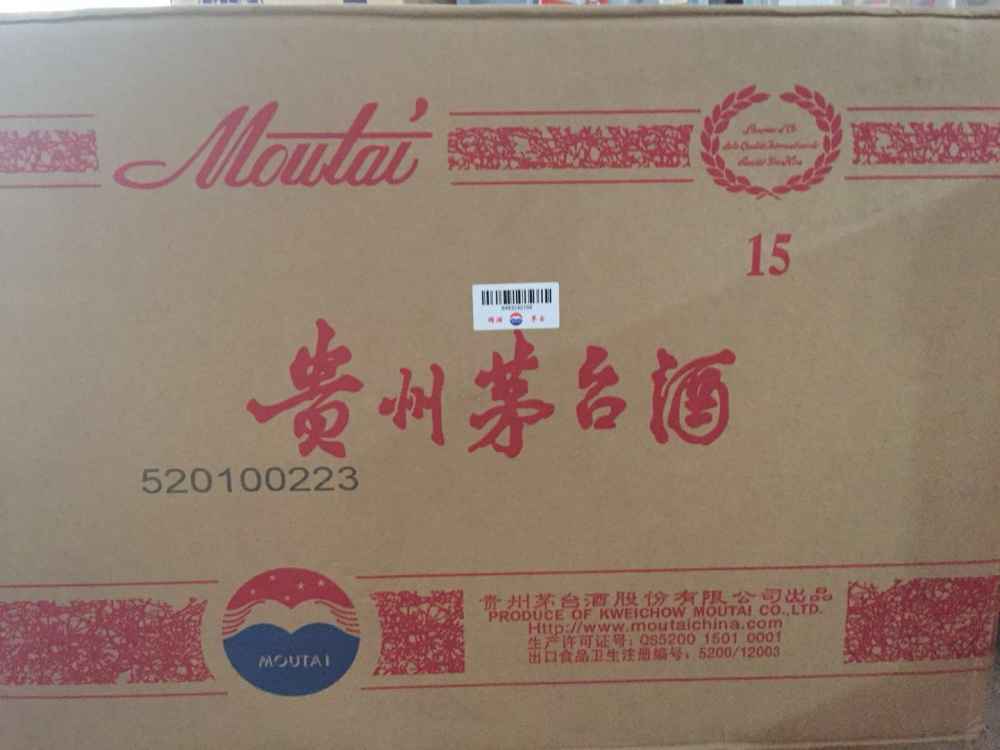 Moutai
15
贵州茅台酒
520100223
MOUTAI
贵州茅台酒股份有限公司出品
PRODUCE OF KWEICHOW MOUTAI CO.,LTD.
Http://www.moutaichina.com
生产许可证号：QS5200 1501 0001
出口食品卫生注册编号：5200/12003